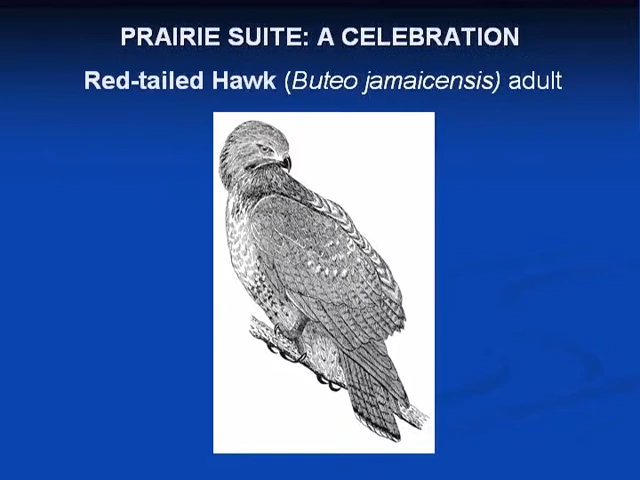 PRAIRIE SUITE: A CELEBRATION
Red-tailed Hawk (Buteo jamaicensis) adult